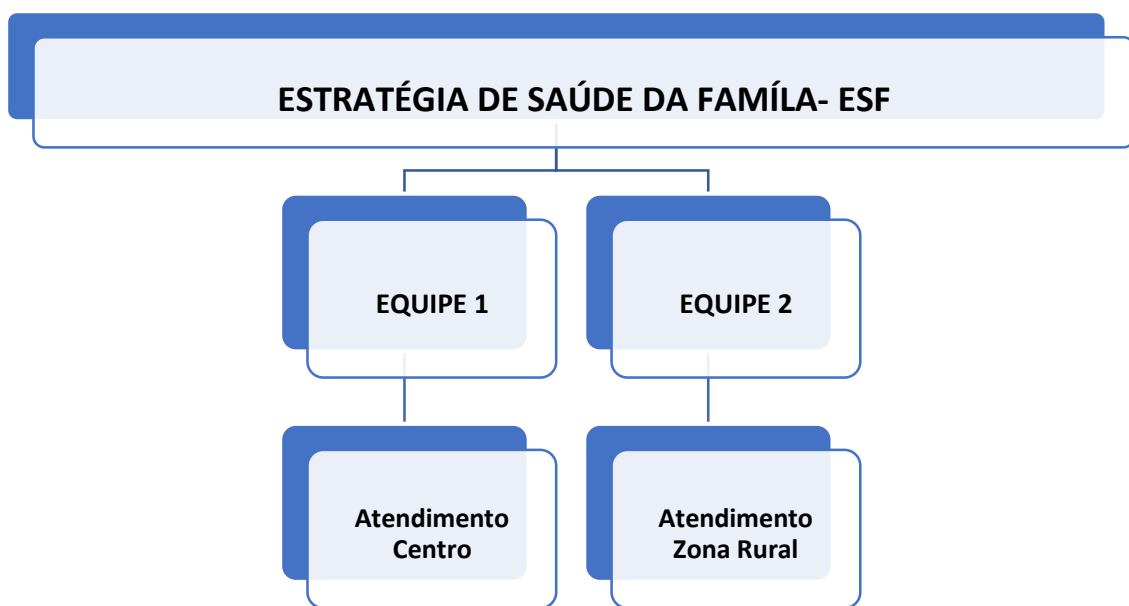 ESTRATÉGIA DE SAÚDE DA FAMÍLA- ESF
EQUIPE 1
EQUIPE 2
Atendimento
Centro
Atendimento
Zona Rural